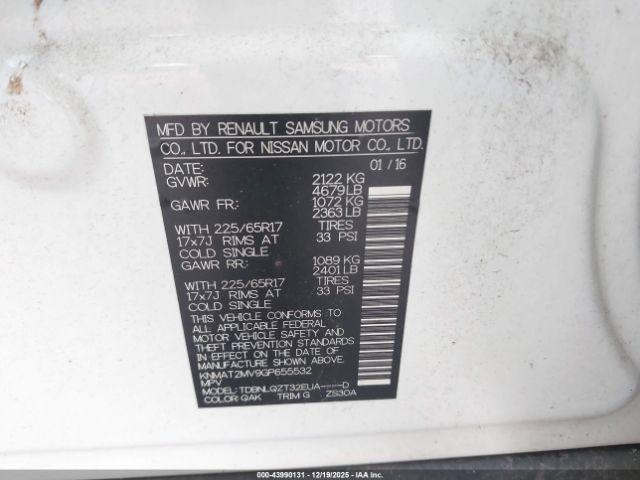 MFD BY RENAULT SAMSUNG MOTORS
CO., LTD. FOR NISSAN MOTOR CO., LTD.
DATE: 01 / 16
GVWR: 2122 KG
4679 LB
GAWR FR: 1072 KG
2363 LB
WITH 225/65R17 TIRES
17x7J RIMS AT 33 PSI
COLD SINGLE
GAWR RR: 1089 KG
2401 LB
WITH 225/65R17 TIRES
17x7J RIMS AT 33 PSI
COLD SINGLE
THIS VEHICLE CONFORMS TO
ALL APPLICABLE FEDERAL
MOTOR VEHICLE SAFETY AND
THEFT PREVENTION STANDARDS
IN EFFECT ON THE DATE OF
MANUFACTURE SHOWN ABOVE.
KNMAT2MV9GP655532
MPV
MODEL: TDBNLQZT32EUA-----D
COLOR: QAK TRIM: G ZS30A
000-43990131 - 12/19/2025 - IAAI.COM